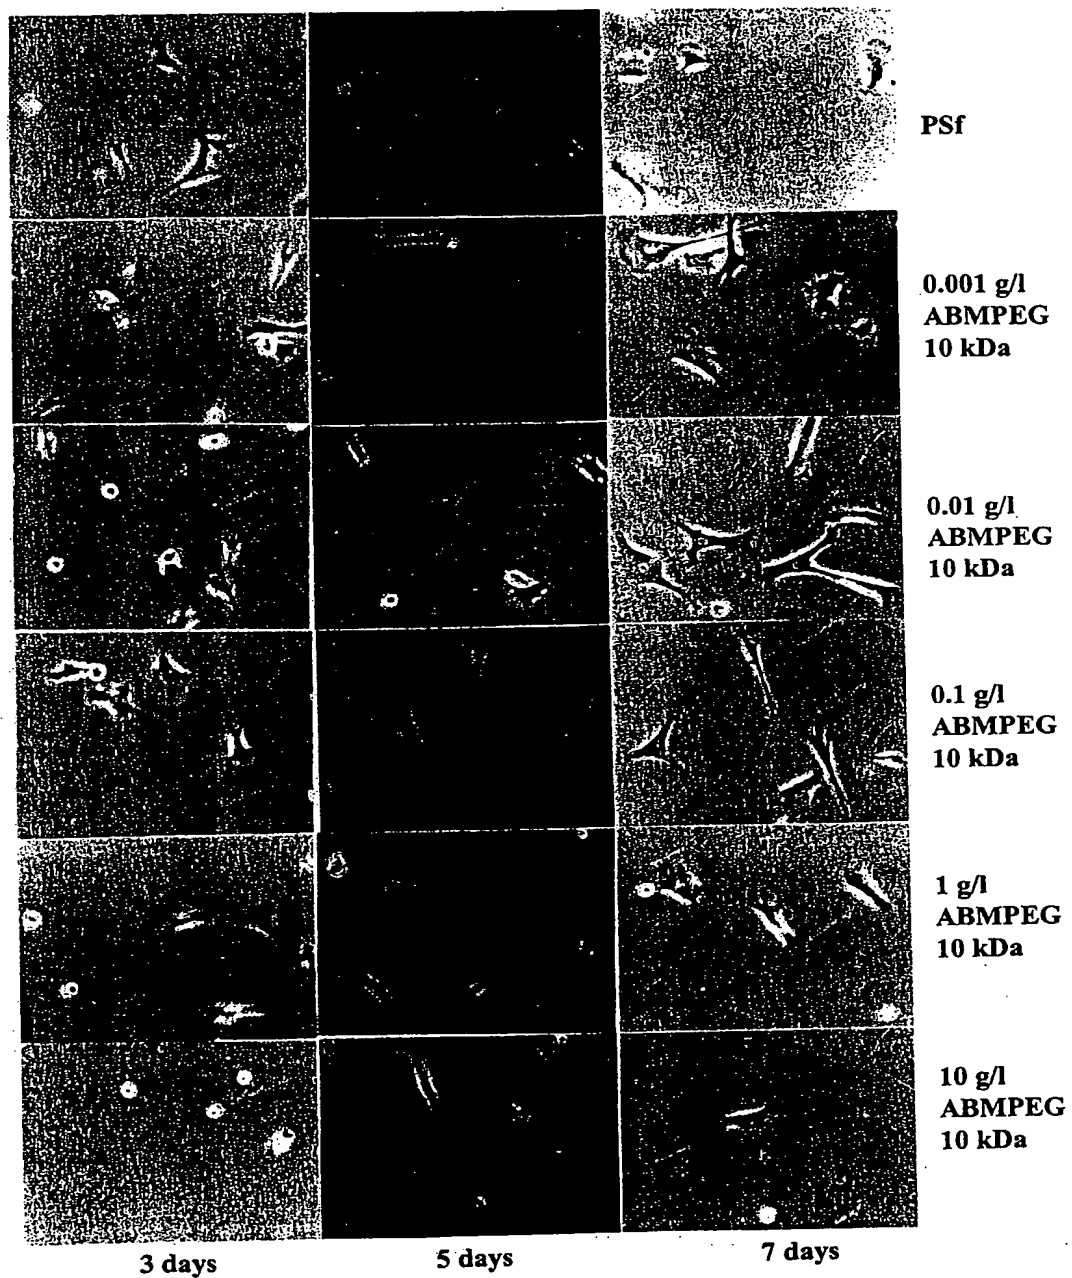 PSf
0.001 g/l
ABMPEG
10 kDa
0.01 g/l
ABMPEG
10 kDa
0.1 g/l
ABMPEG
10 kDa
1 g/l
ABMPEG
10 kDa
10 g/l
ABMPEG
10 kDa
3 days
5 days
7 days